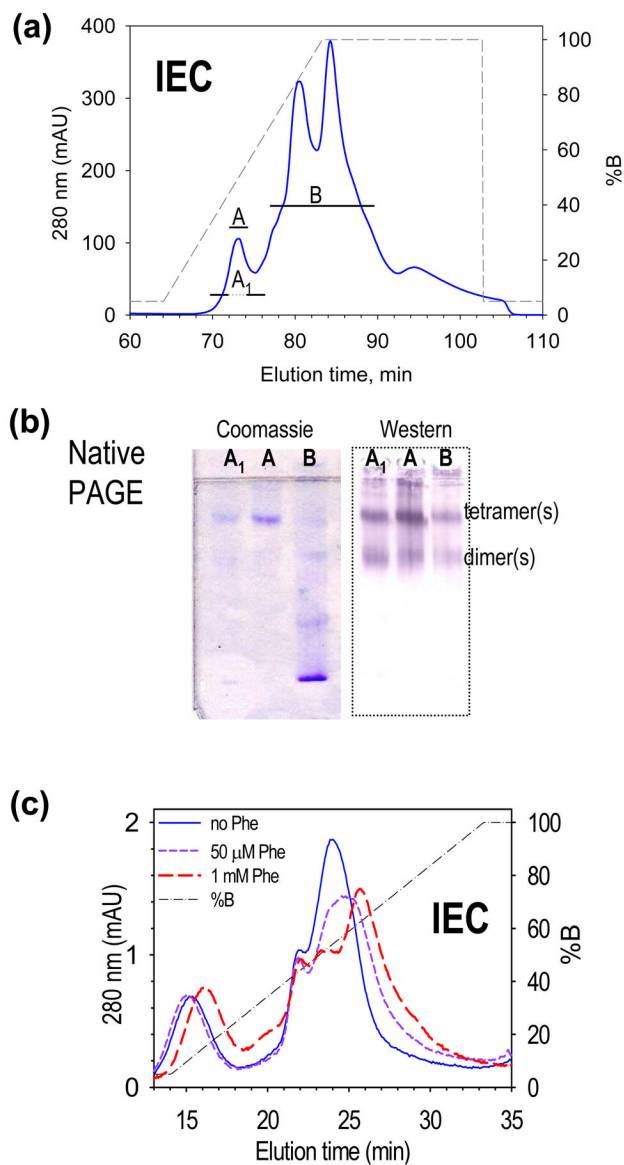 (a)
400
300
200
100
0
280 nm (mAU)
IEC
A
A1
B
100
80
60
40
20
0
%B
60 70 80 90 100 110
Elution time, min
(b)
Native
PAGE
Coomassie Western
A1 A B A1 A B
tetramer(s)
dimer(s)
(c)
2
1
0
280 nm (mAU)
no Phe
50 μM Phe
1 mM Phe
%B
IEC
100
80
60
40
20
0
%B
15 20 25 30 35
Elution time (min)